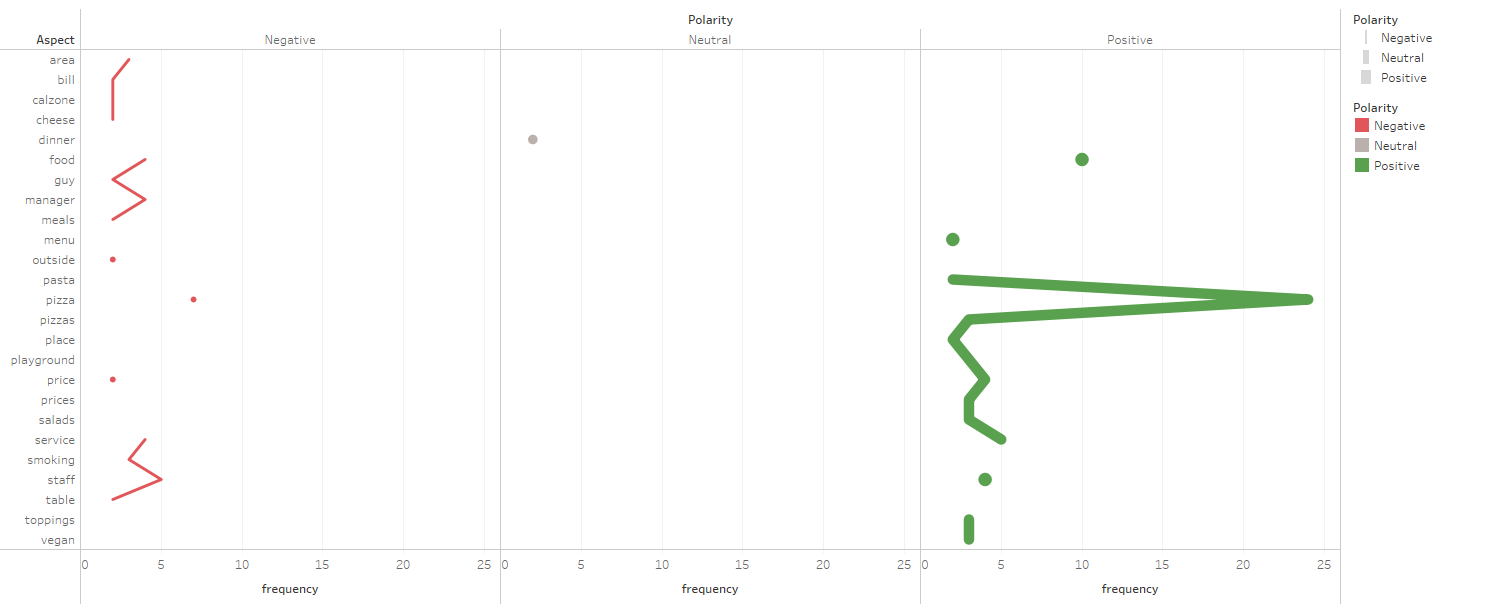 Polarity
Aspect Negative Neutral Positive
area
bill
calzone
cheese
dinner
food
guy
manager
meals
menu
outside
pasta
pizza
pizzas
place
playground
price
prices
salads
service
smoking
staff
table
toppings
vegan
0 5 10 15 20 25 0 5 10 15 20 25 0 5 10 15 20 25
frequency frequency frequency
Polarity
Negative
Neutral
Positive
Polarity
Negative
Neutral
Positive